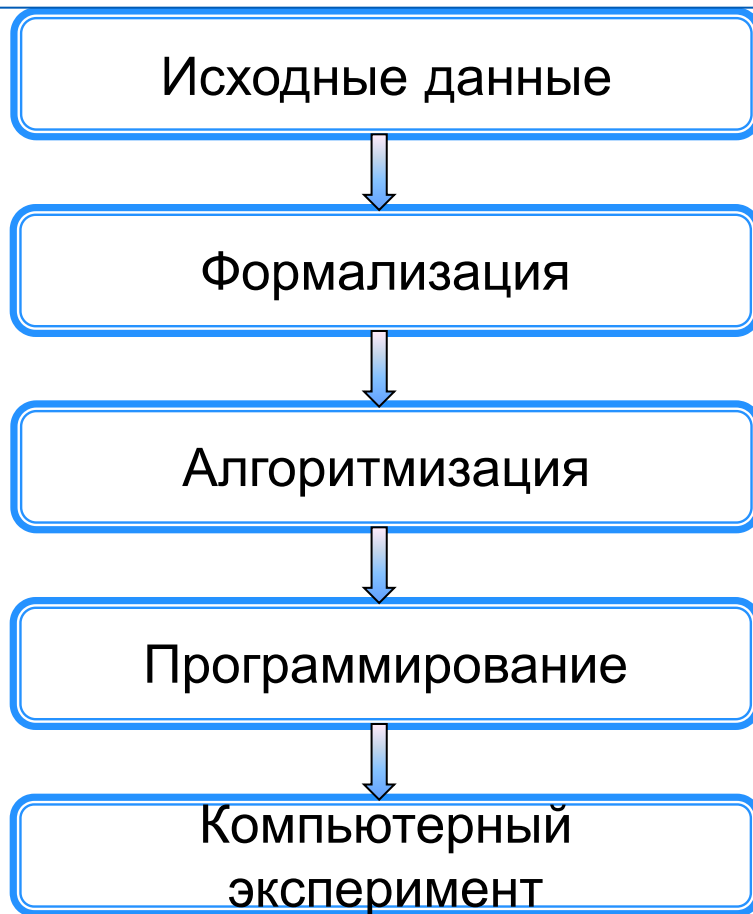 Исходные данные
Формализация
Алгоритмизация
Программирование
Компьютерный
эксперимент